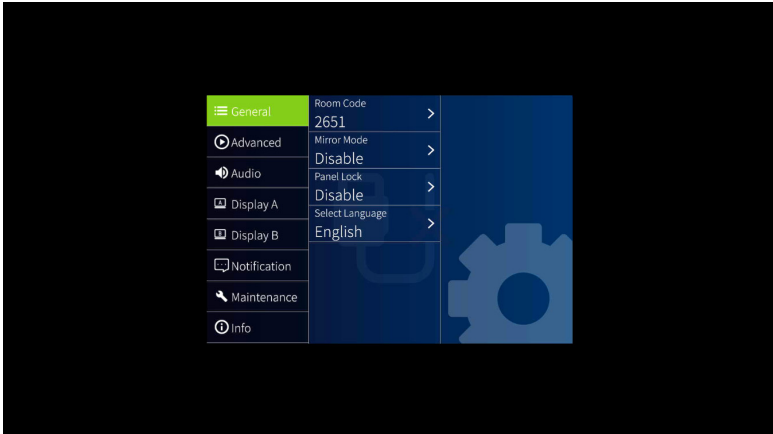 General
Advanced
Audio
Display A
Display B
Notification
Maintenance
Info
Room Code
2651
Mirror Mode
Disable
Panel Lock
Disable
Select Language
English